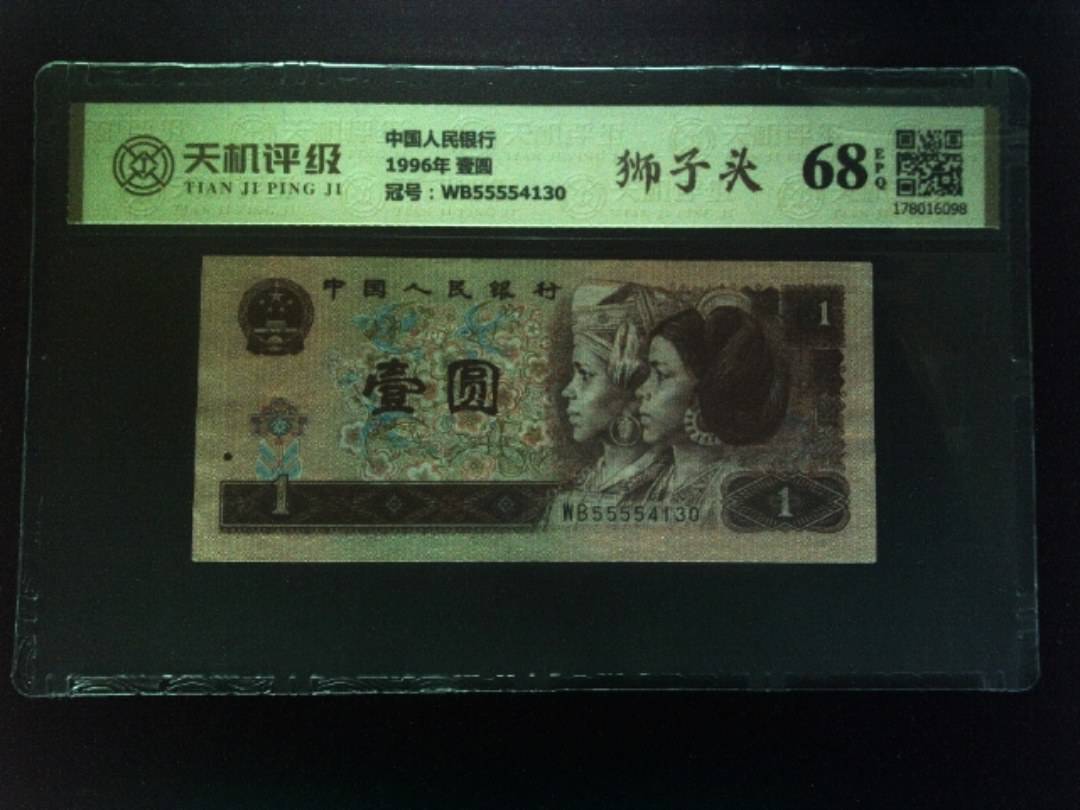 天机评级
TIAN JI PING JI
中国人民银行
1996年 壹圆
冠号：WB55554130
狮子头
68
EPQ
178016098
中国人民银行
1
壹圆
1
WB55554130
1